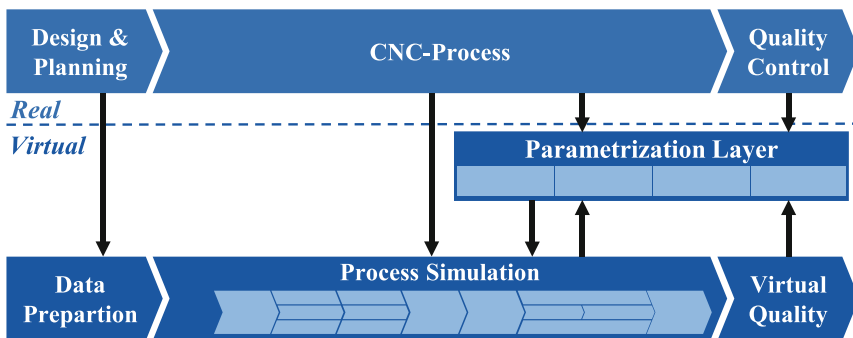 Design &
Planning
CNC-Process
Quality
Control
Real
Virtual
Parametrization Layer
Data
Prepartion
Process Simulation
Virtual
Quality